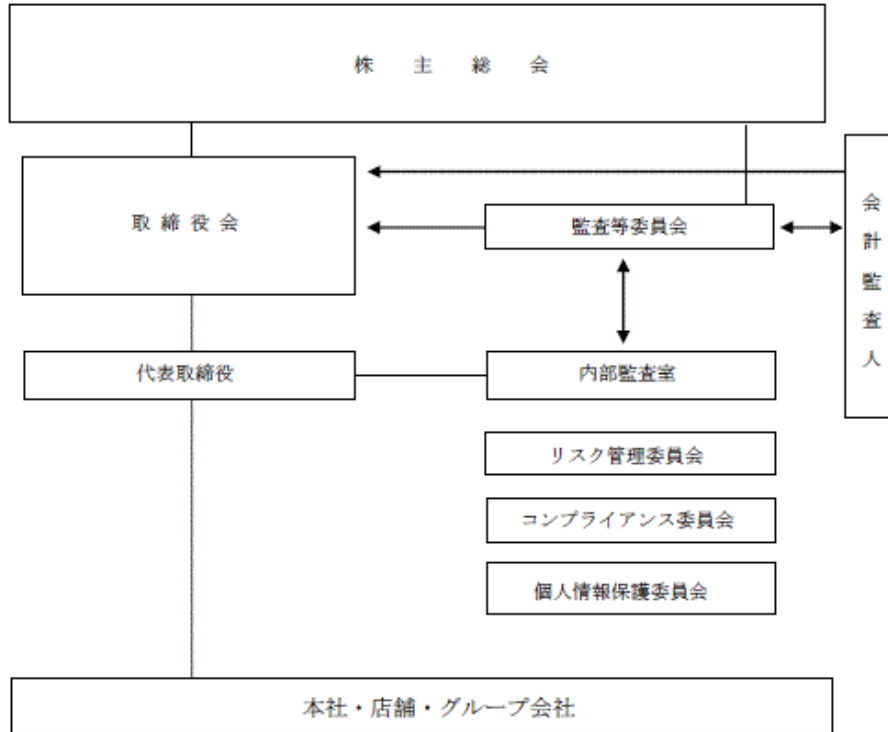 株主総会
取締役会
監査等委員会
会計監査人
代表取締役
内部監査室
リスク管理委員会
コンプライアンス委員会
個人情報保護委員会
本社・店舗・グループ会社